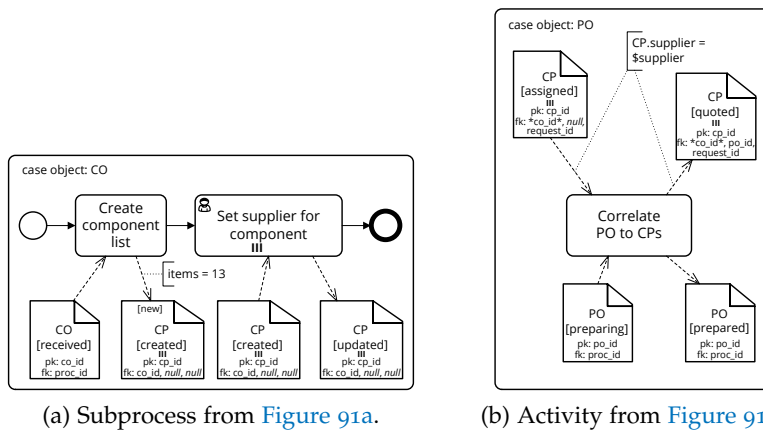 case object: CO
Create
component
list
Set supplier for
component
items = 13
CO
[received]
pk: co_id
fk: proc_id
[new]
CP
[created]
pk: cp_id
fk: co_id, null, null
CP
[created]
pk: cp_id
fk: co_id, null, null
CP
[updated]
pk: cp_id
fk: co_id, null, null
(a) Subprocess from Figure 91a.
case object: PO
CP.supplier =
$supplier
CP
[assigned]
pk: cp_id
fk: *co_id*, null,
request_id
CP
[quoted]
pk: cp_id
fk: *co_id*, po_id,
request_id
Correlate
PO to CPs
PO
[preparing]
pk: po_id
fk: proc_id
PO
[prepared]
pk: po_id
fk: proc_id
(b) Activity from Figure 91